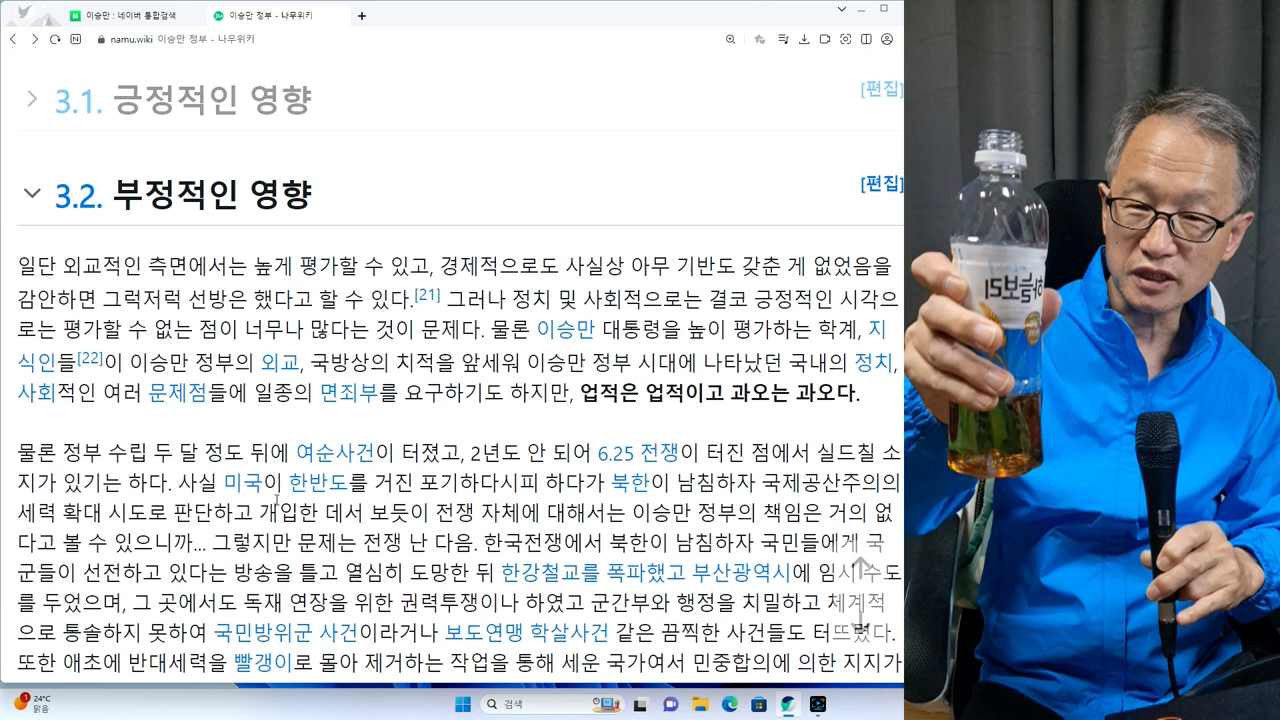 이승만 : 네이버 통합검색
이승만 정부 - 나무위키
namu.wiki 이승만 정부 - 나무위키
3.1. 긍정적인 영향
[편집]
3.2. 부정적인 영향
[편집]
일단 외교적인 측면에서는 높게 평가할 수 있고, 경제적으로도 사실상 아무 기반도 갖춘 게 없었음을
감안하면 그럭저럭 선방은 했다고 할 수 있다.[21] 그러나 정치 및 사회적으로는 결코 긍정적인 시각으
로는 평가할 수 없는 점이 너무나 많다는 것이 문제다. 물론 이승만 대통령을 높이 평가하는 학계, 지
식인들[22]이 이승만 정부의 외교, 국방상의 치적을 앞세워 이승만 정부 시대에 나타났던 국내의 정치,
사회적인 여러 문제점들에 일종의 면죄부를 요구하기도 하지만, 업적은 업적이고 과오는 과오다.
물론 정부 수립 두 달 정도 뒤에 여순사건이 터졌고, 2년도 안 되어 6.25 전쟁이 터진 점에서 실드칠 소
지가 있기는 하다. 사실 미국이 한반도를 거진 포기하다시피 하다가 북한이 남침하자 국제공산주의의
세력 확대 시도로 판단하고 개입한 데서 보듯이 전쟁 자체에 대해서는 이승만 정부의 책임은 거의 없
다고 볼 수 있으니까... 그렇지만 문제는 전쟁 난 다음. 한국전쟁에서 북한이 남침하자 국민들에게 국
군들이 선전하고 있다는 방송을 틀고 열심히 도망한 뒤 한강철교를 폭파했고 부산광역시에 임시 수도
를 두었으며, 그 곳에서도 독재 연장을 위한 권력투쟁이나 하였고 군간부와 행정을 치밀하고 체계적
으로 통솔하지 못하여 국민방위군 사건이라거나 보도연맹 학살사건 같은 끔찍한 사건들도 터뜨렸다.
또한 애초에 반대세력을 빨갱이로 몰아 제거하는 작업을 통해 세운 국가여서 민중합의에 의한 지지가
하늘보리
1
24°C
맑음
검색